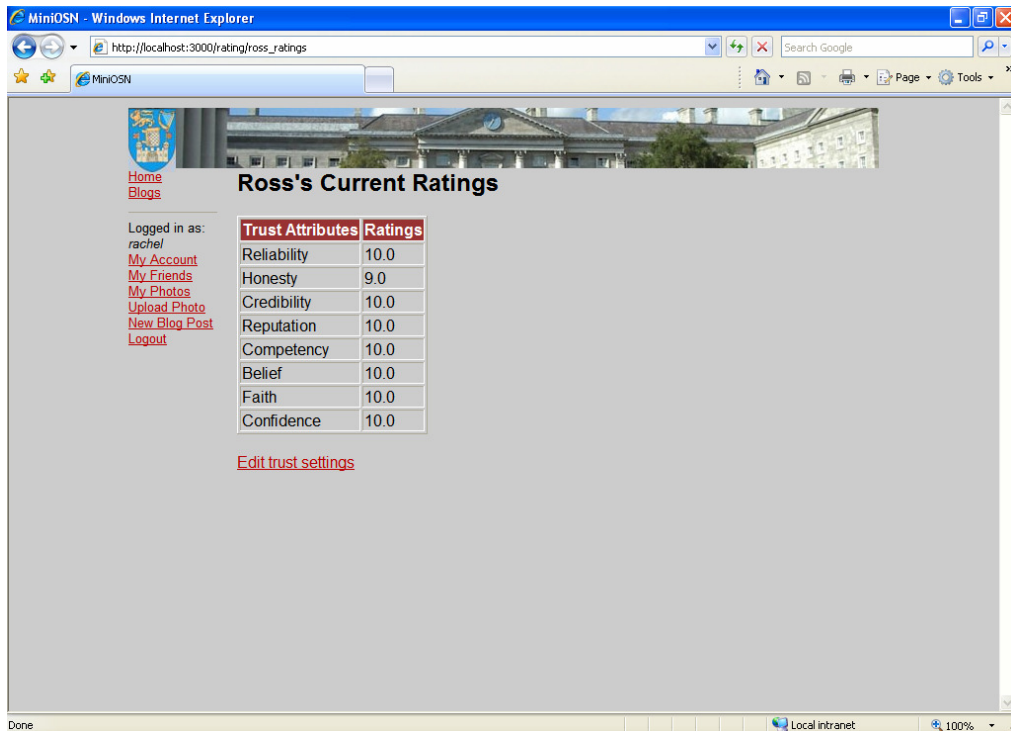 MiniOSN - Windows Internet Explorer
http://localhost:3000/rating/ross_ratings
Search Google
MiniOSN
Page
Tools
»
Home
Blogs
Logged in as:
rachel
My Account
My Friends
My Photos
Upload Photo
New Blog Post
Logout
Ross's Current Ratings
Trust Attributes Ratings
Reliability 10.0
Honesty 9.0
Credibility 10.0
Reputation 10.0
Competency 10.0
Belief 10.0
Faith 10.0
Confidence 10.0
Edit trust settings
Done
Local intranet
100%